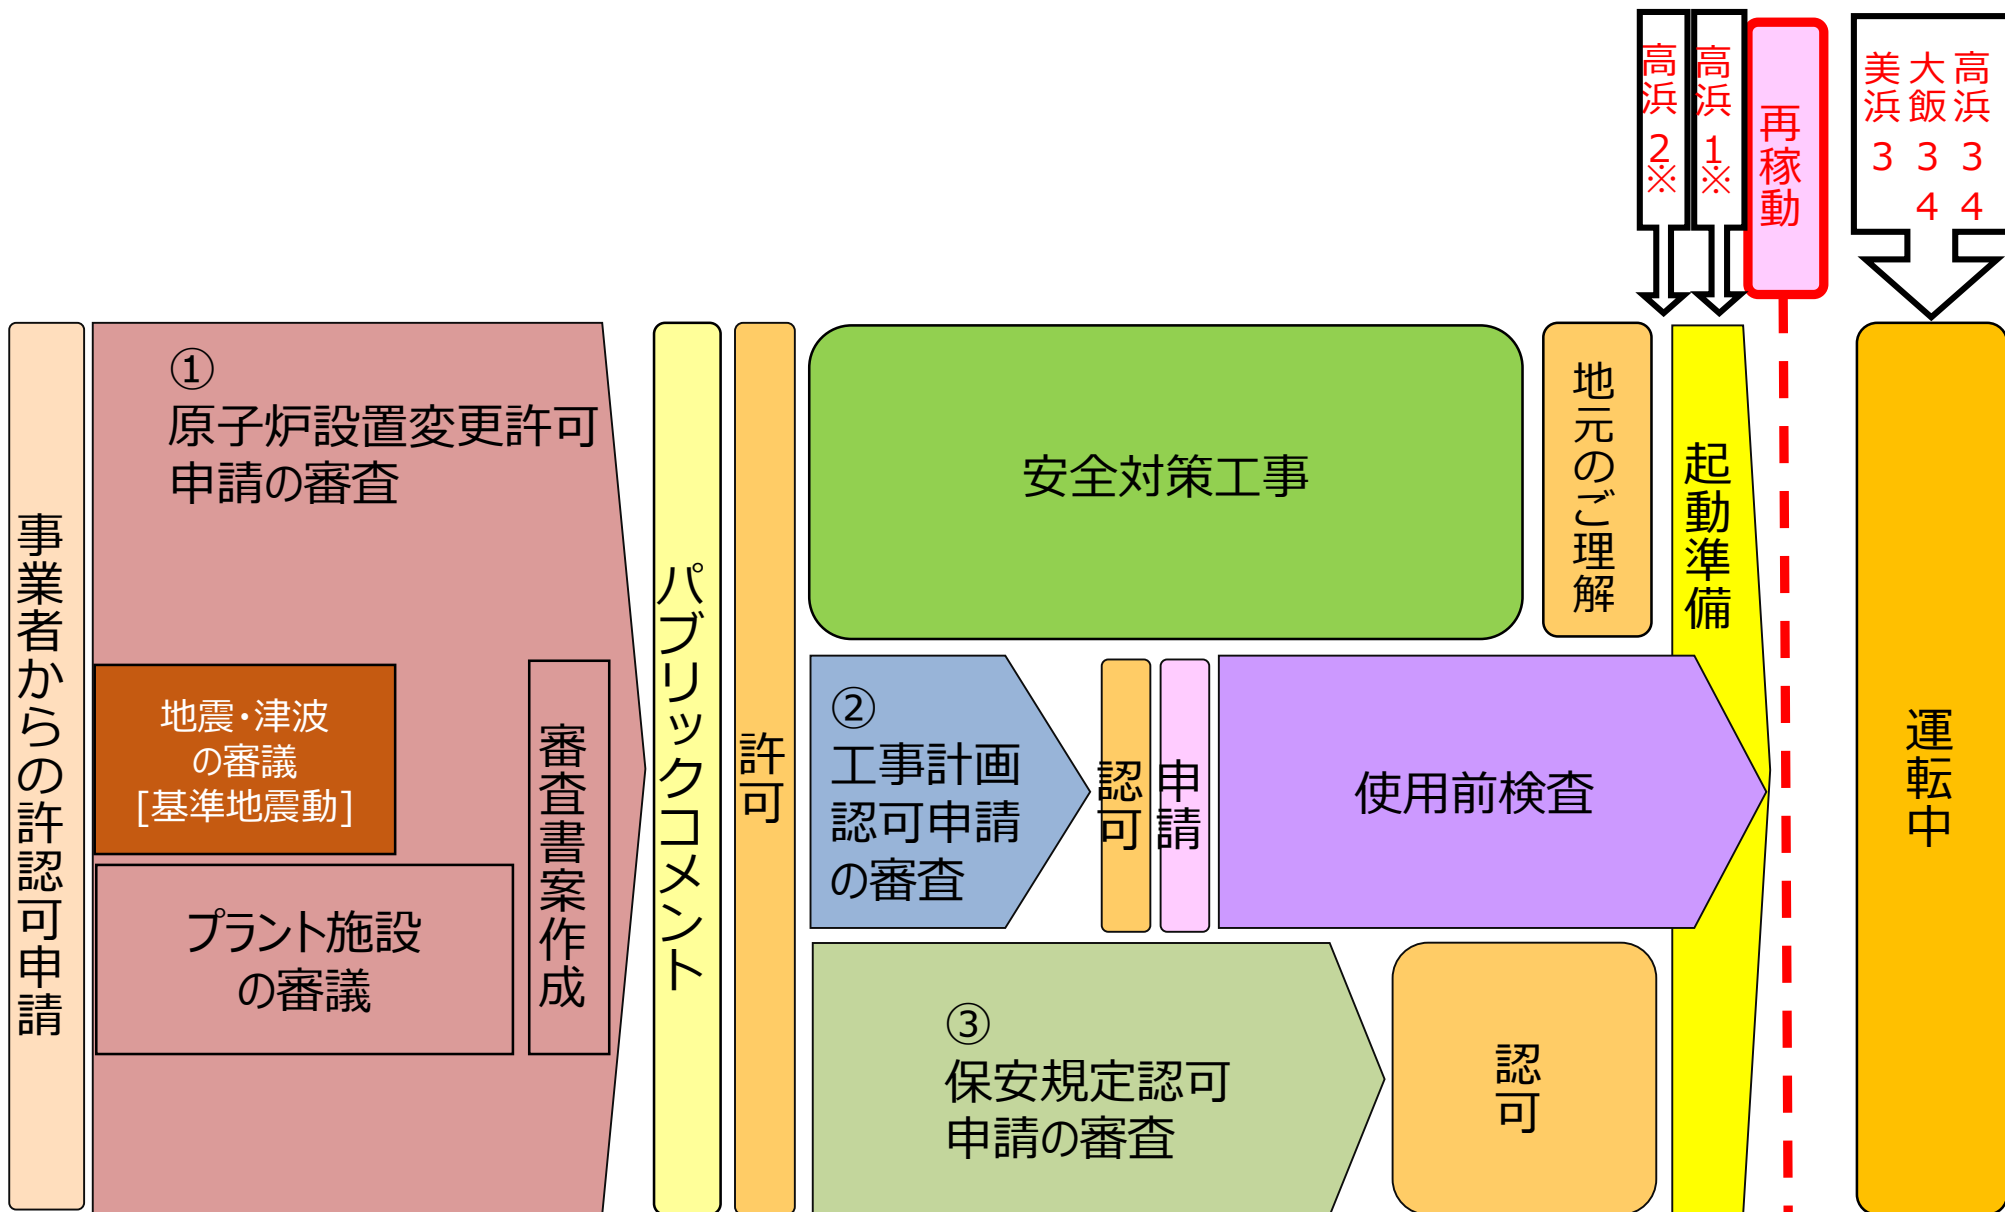 高浜2※
高浜1※
再稼動
美浜3
大飯34
高浜34
事業者からの許認可申請
①
原子炉設置変更許可
申請の審査
地震・津波
の審議
[基準地震動]
プラント施設
の審議
審査書案作成
パブリックコメント
許可
安全対策工事
地元のご理解
起動準備
②
工事計画
認可申請
の審査
認可
申請
使用前検査
③
保安規定認可
申請の審査
認可
運転中